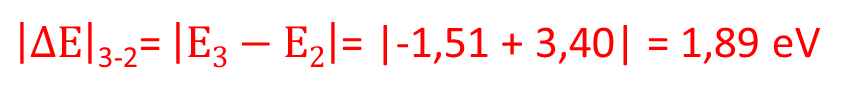 |ΔE|₃₋₂= |E₃ − E₂|= |-1,51 + 3,40| = 1,89 eV